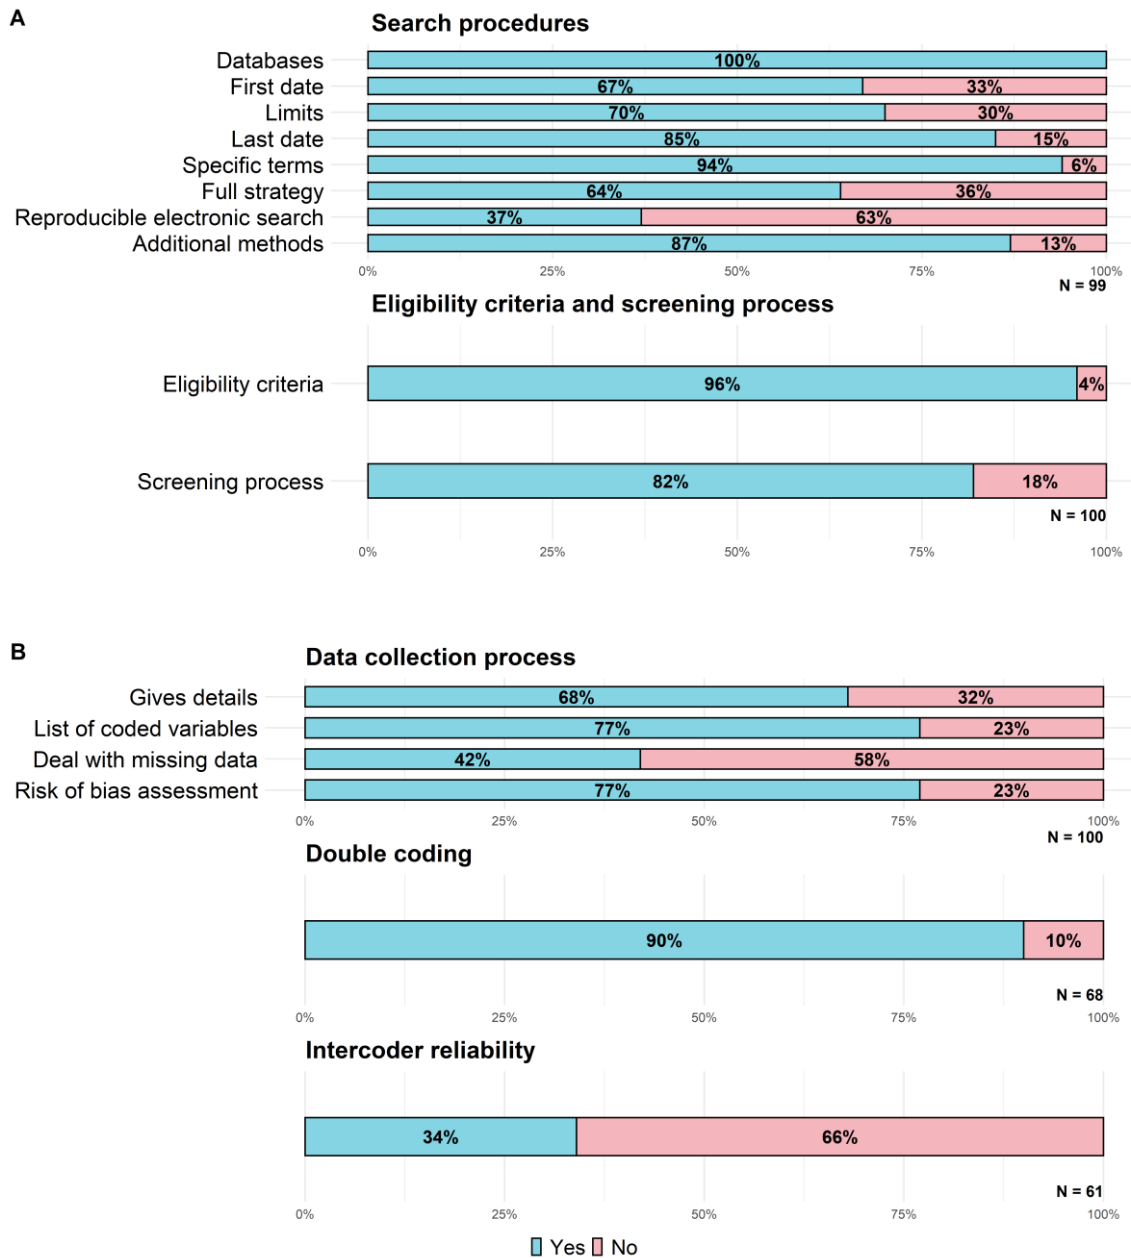 A
Search procedures
Databases 100%
First date 67% 33%
Limits 70% 30%
Last date 85% 15%
Specific terms 94% 6%
Full strategy 64% 36%
Reproducible electronic search 37% 63%
Additional methods 87% 13%
0% 25% 50% 75% 100%
N = 99
Eligibility criteria and screening process
Eligibility criteria 96% 4%
Screening process 82% 18%
N = 100
0% 25% 50% 75% 100%
B
Data collection process
Gives details 68% 32%
List of coded variables 77% 23%
Deal with missing data 42% 58%
Risk of bias assessment 77% 23%
0% 25% 50% 75% 100%
N = 100
Double coding
90% 10%
N = 68
0% 25% 50% 75% 100%
Intercoder reliability
34% 66%
N = 61
0% 25% 50% 75% 100%
Yes No